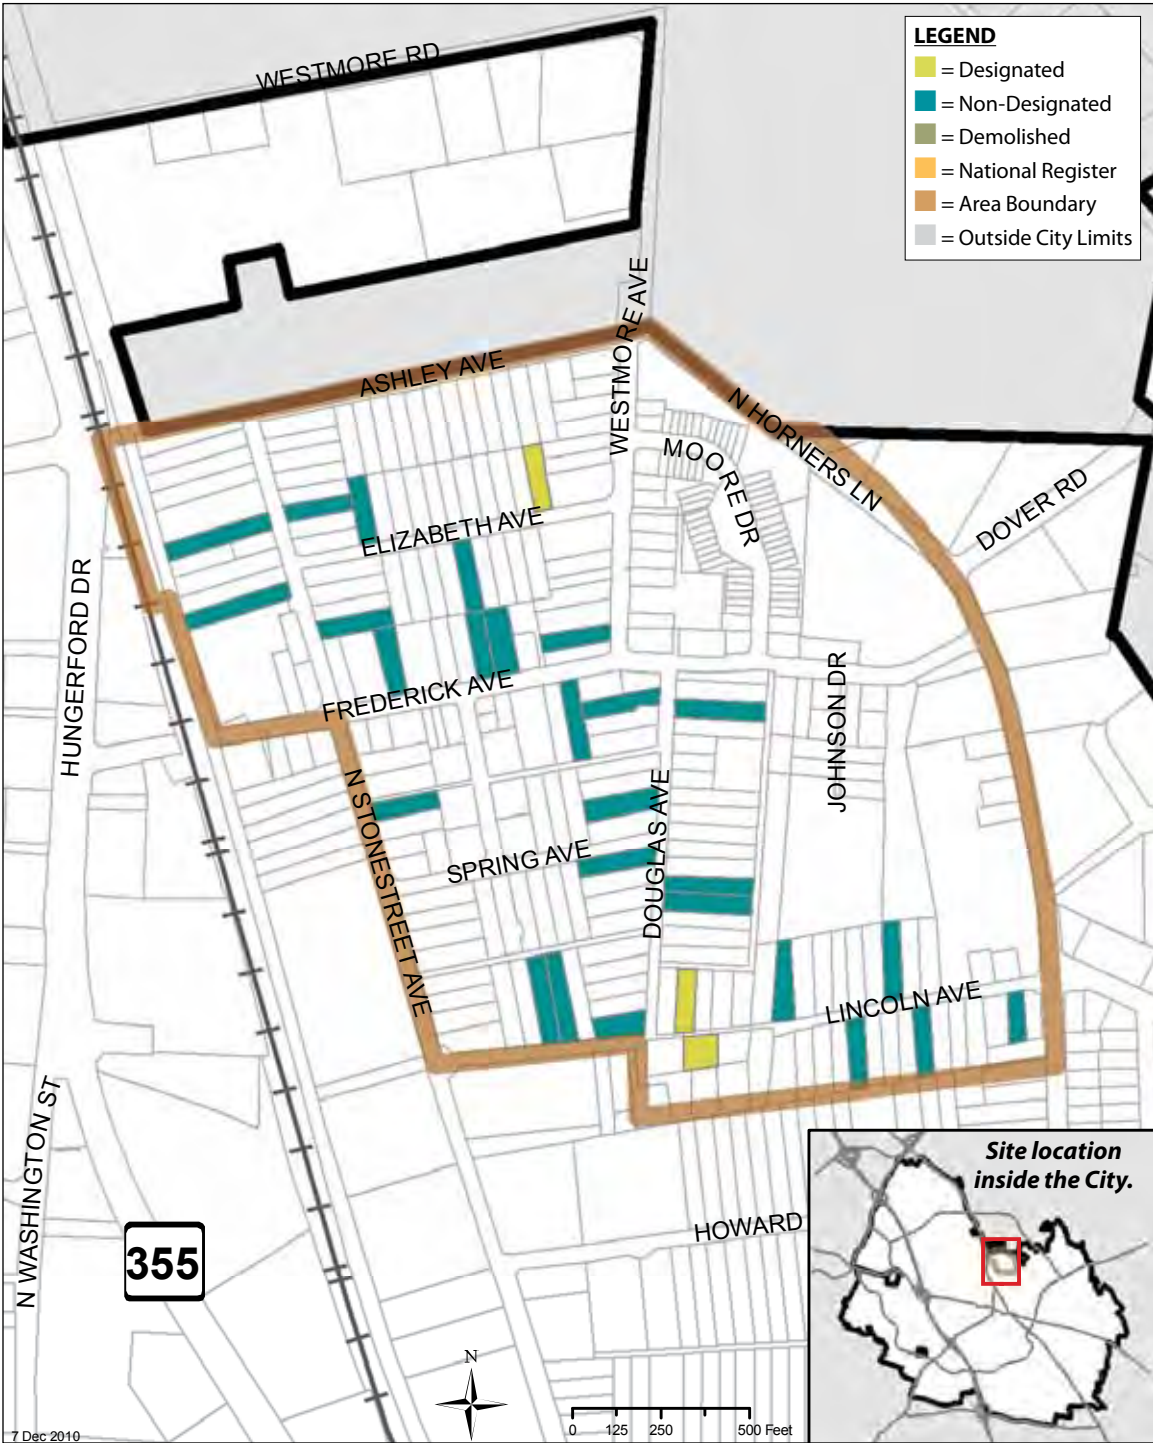 WESTMORE RD
LEGEND
= Designated
= Non-Designated
= Demolished
= National Register
= Area Boundary
= Outside City Limits
WESTMORE AVE
ASHLEY AVE
N HORNERS LN
MOORE DR
DOVER RD
ELIZABETH AVE
HUNGERFORD DR
FREDERICK AVE
JOHNSON DR
N STONESTREET AVE
DOUGLAS AVE
SPRING AVE
LINCOLN AVE
N WASHINGTON ST
355
HOWARD
Site location
inside the City.
N
0 125 250 500 Feet
7 Dec 2010